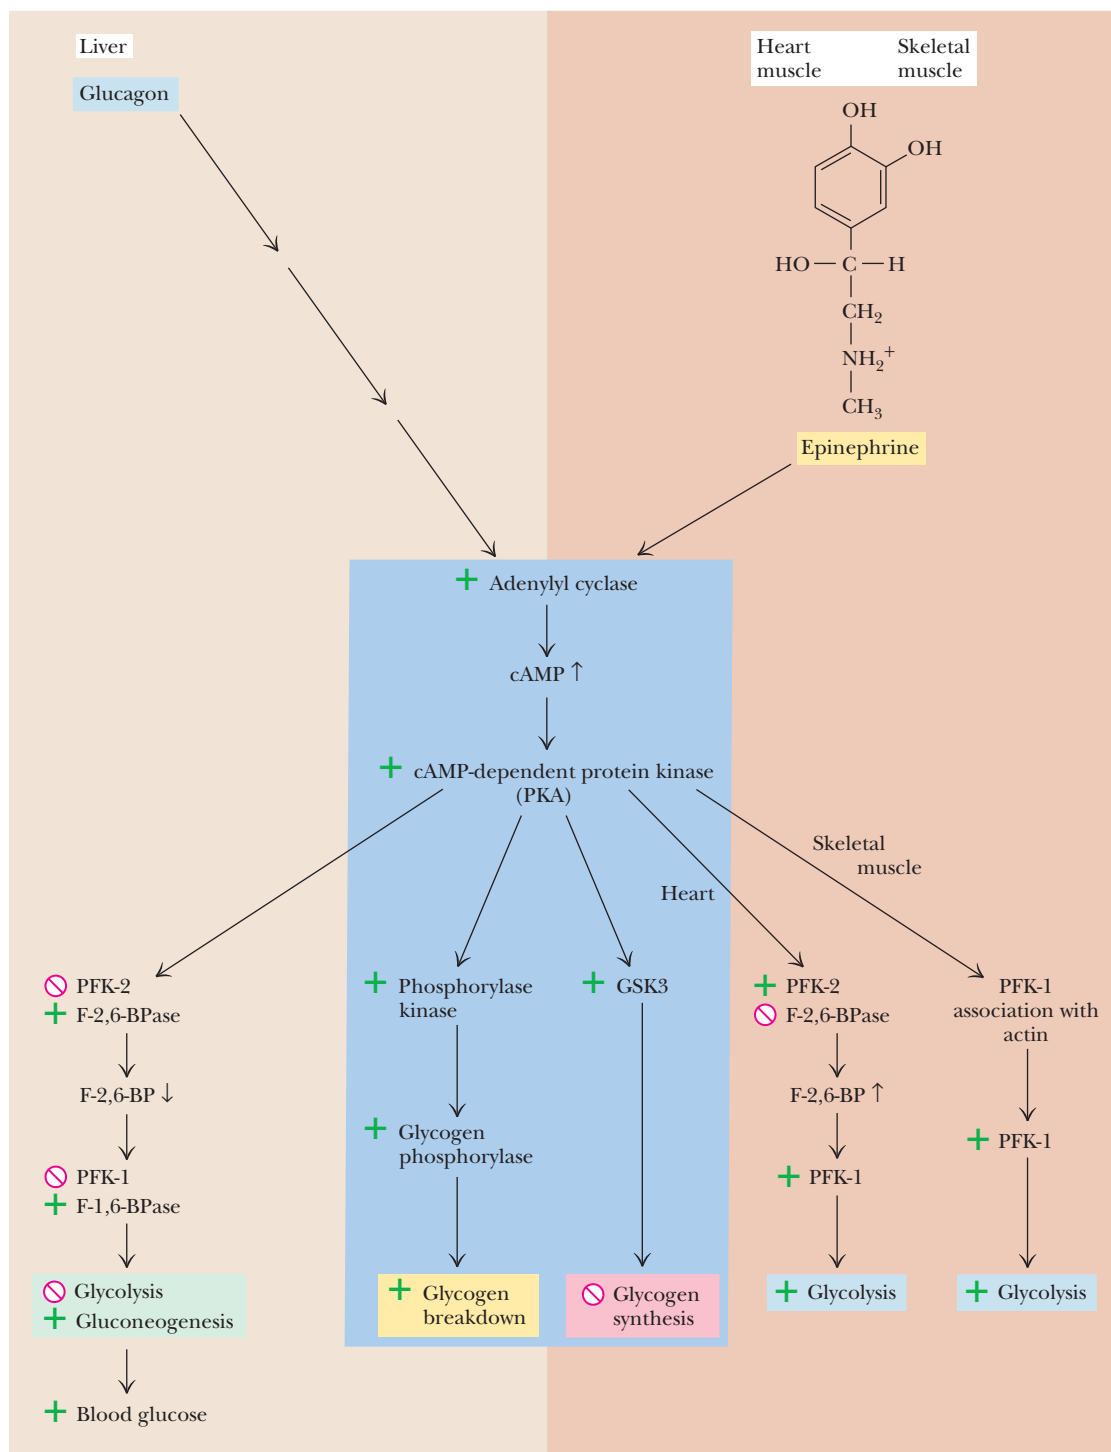 Liver
Glucagon
Heart
muscle
Skeletal
muscle
OH
OH
HO C H
CH₂
NH₂⁺
CH₃
Epinephrine
+ Adenylyl cyclase
cAMP ↑
+ cAMP-dependent protein kinase
(PKA)
Skeletal
muscle
Heart
PFK-2
+ F-2,6-BPase
F-2,6-BP ↓
PFK-1
+ F-1,6-BPase
Glycolysis
+ Gluconeogenesis
+ Blood glucose
+ Phosphorylase
kinase
+ Glycogen
phosphorylase
+ Glycogen
breakdown
+ GSK3
Glycogen
synthesis
+ PFK-2
F-2,6-BPase
F-2,6-BP ↑
+ PFK-1
+ Glycolysis
PFK-1
association with
actin
+ PFK-1
+ Glycolysis